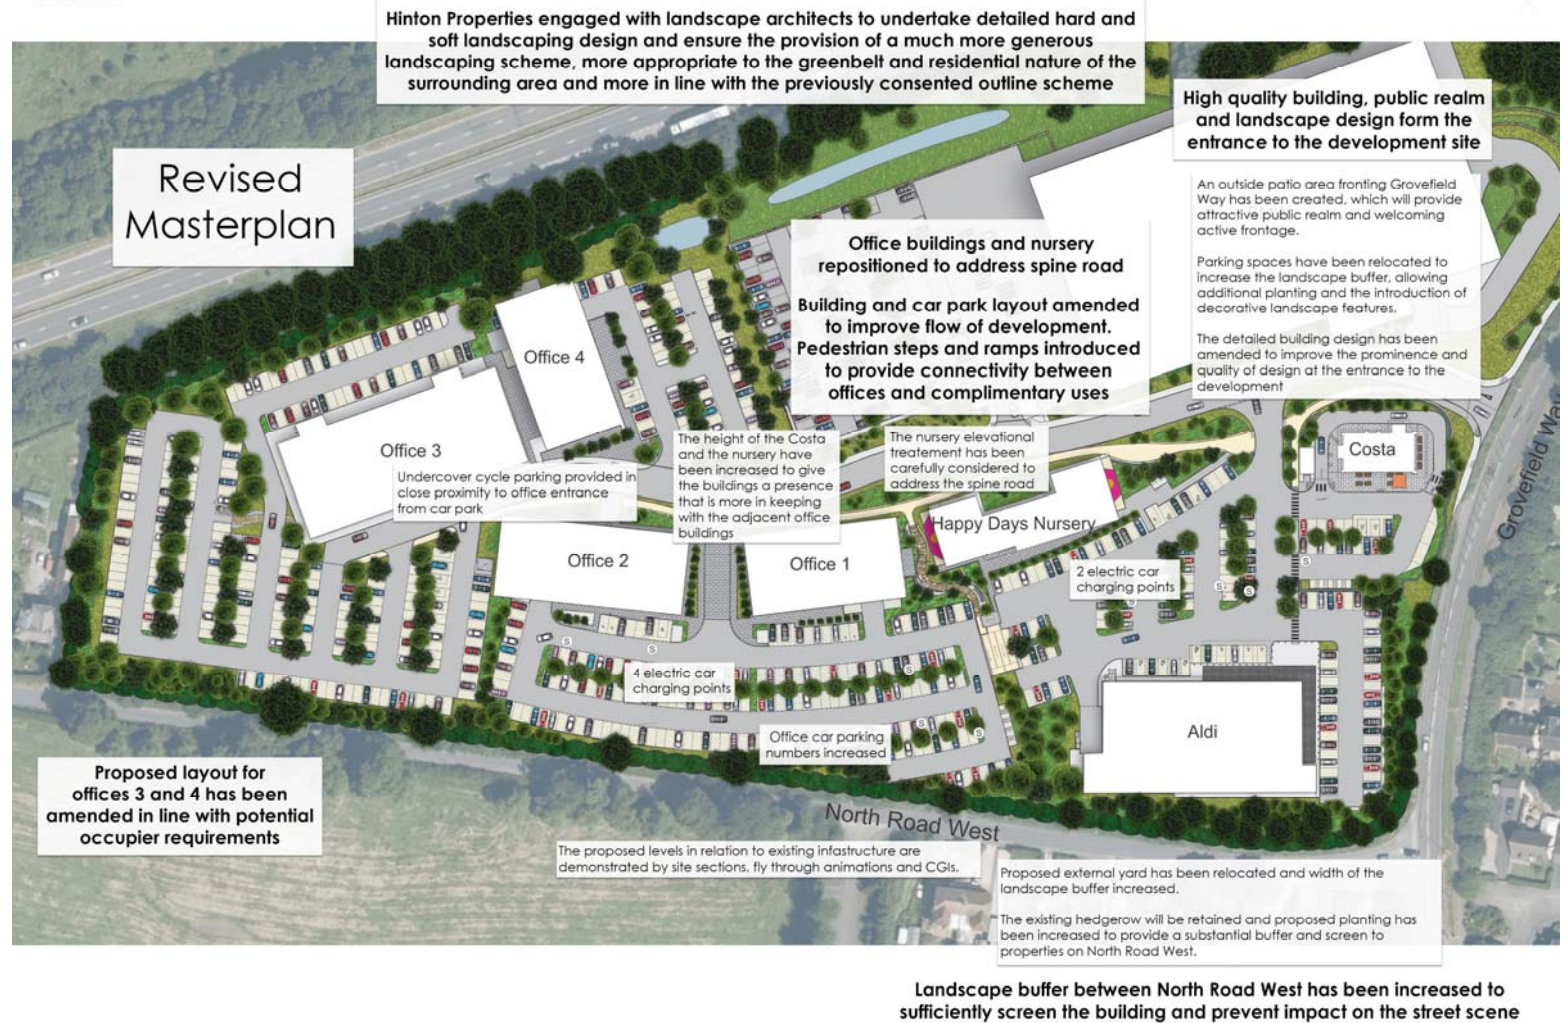 Hinton Properties engaged with landscape architects to undertake detailed hard and
soft landscaping design and ensure the provision of a much more generous
landscaping scheme, more appropriate to the greenbelt and residential nature of the
surrounding area and more in line with the previously consented outline scheme
Revised
Masterplan
High quality building, public realm
and landscape design form the
entrance to the development site
An outside patio area fronting Grovefield
Way has been created, which will provide
attractive public realm and welcoming
active frontage.
Parking spaces have been relocated to
increase the landscape buffer, allowing
additional planting and the introduction of
decorative landscape features.
The detailed building design has been
amended to improve the prominence and
quality of design at the entrance to the
development
Office buildings and nursery
repositioned to address spine road
Building and car park layout amended
to improve flow of development.
Pedestrian steps and ramps introduced
to provide connectivity between
offices and complimentary uses
Office 4
Office 3
Undercover cycle parking provided in
close proximity to office entrance
from car park
The height of the Costa
and the nursery have
been increased to give
the buildings a presence
that is more in keeping
with the adjacent office
buildings
The nursery elevational
treatement has been
carefully considered to
address the spine road
Costa
Grovefield Way
Happy Days Nursery
Office 2
Office 1
2 electric car
charging points
S
S
S
S
S
S
S
S
4 electric car
charging points
Office car parking
numbers increased
Aldi
Proposed layout for
offices 3 and 4 has been
amended in line with potential
occupier requirements
North Road West
The proposed levels in relation to existing infastructure are
demonstrated by site sections, fly through animations and CGIs.
Proposed external yard has been relocated and width of the
landscape buffer increased.
The existing hedgerow will be retained and proposed planting has
been increased to provide a substantial buffer and screen to
properties on North Road West.
Landscape buffer between North Road West has been increased to
sufficiently screen the building and prevent impact on the street scene